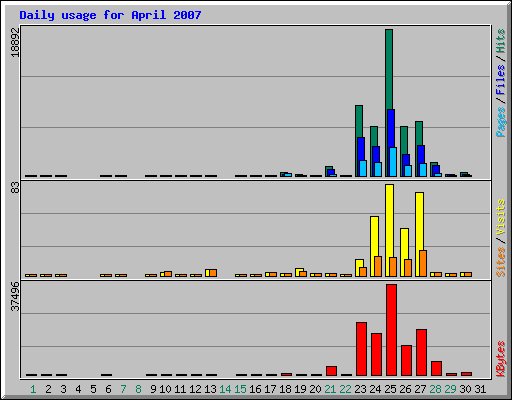 Daily usage for April 2007
18892
Pages / Files / Hits
83
Sites / Visits
37496
KBytes
1 2 3 4 5 6 7 8 9 10 11 12 13 14 15 16 17 18 19 20 21 22 23 24 25 26 27 28 29 30 31